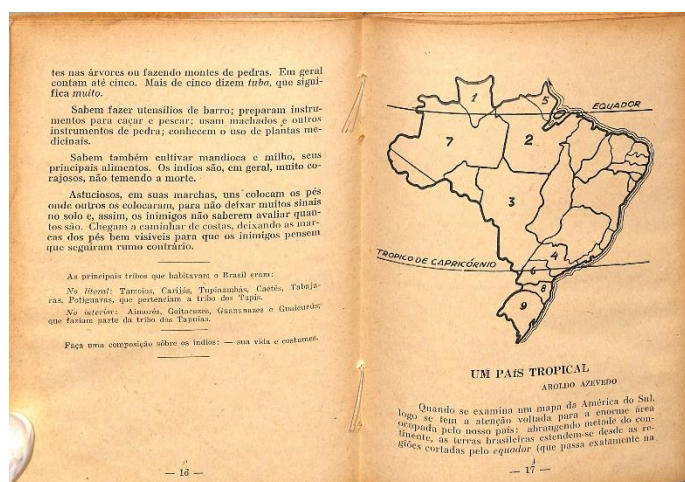 tes nas árvores ou fazendo montes de pedras. Em geral
contam até cinco. Mais de cinco dizem tuba, que signi-
fica muito.
Sabem fazer utensílios de barro; preparam instru-
mentos para caçar e pescar; usam machados e outros
instrumentos de pedra; conhecem o uso de plantas me-
dicinais.
Sabem também cultivar mandioca e milho, seus
principais alimentos. Os índios são, em geral, muito co-
rajosos, não temendo a morte.
Astuciosos, em suas marchas, uns colocam os pés
onde outros os colocaram, para não deixar muitos sinais
no solo e, assim, os inimigos não saberem avaliar quan-
tos são. Chegam a caminhar de costas, deixando as mar-
cas dos pés bem visíveis para que os inimigos pensem
que seguiram rumo contrário.
As principais tribos que habitavam o Brasil eram:
No litoral: Tamoios, Carijós, Tupinambás, Caetés, Tabaja-
ras, Potiguaras, que pertenciam a tribo dos Tapis.
No interior: Aimorés, Goitacazes, Guaianazes e Guaicurús,
que faziam parte da tribo dos Tapuias.
Faça uma composição sôbre os índios: — sua vida e costumes.
— 16 —
1
5
EQUADOR
7
2
3
TROPICO DE CAPRICÓRNIO
4
6
8
9
UM PAÍS TROPICAL
AROLDO AZEVEDO
Quando se examina um mapa da América do Sul,
logo se tem a atenção voltada para a enorme área
ocupada pelo nosso país: abrangendo metade do con-
tinente, as terras brasileiras estendem-se desde as re-
giões cortadas pelo equador (que passa exatamente na
— 17 —